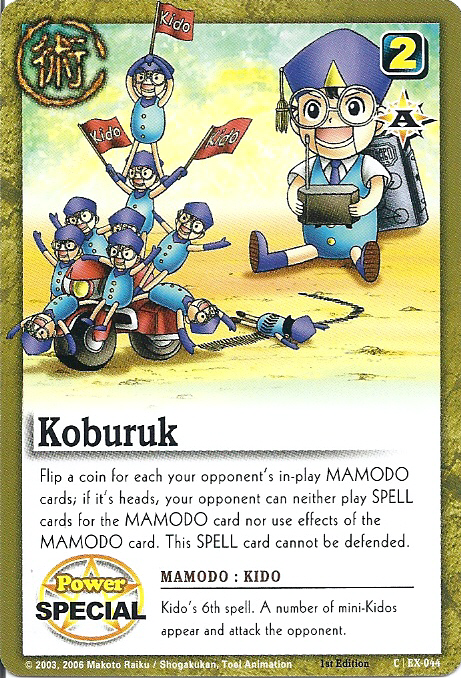 Kido
術
2
Kido
Kido
A
Koburuk
Flip a coin for each your opponent's in-play MAMODO
cards; if it's heads, your opponent can neither play SPELL
cards for the MAMODO card nor use effects of the
MAMODO card. This SPELL card cannot be defended.
Power
SPECIAL
MAMODO : KIDO
Kido's 6th spell. A number of mini-Kidos
appear and attack the opponent.
© 2003, 2006 Makoto Raiku / Shogakukan, Toei Animation 1st Edition C | EX-044